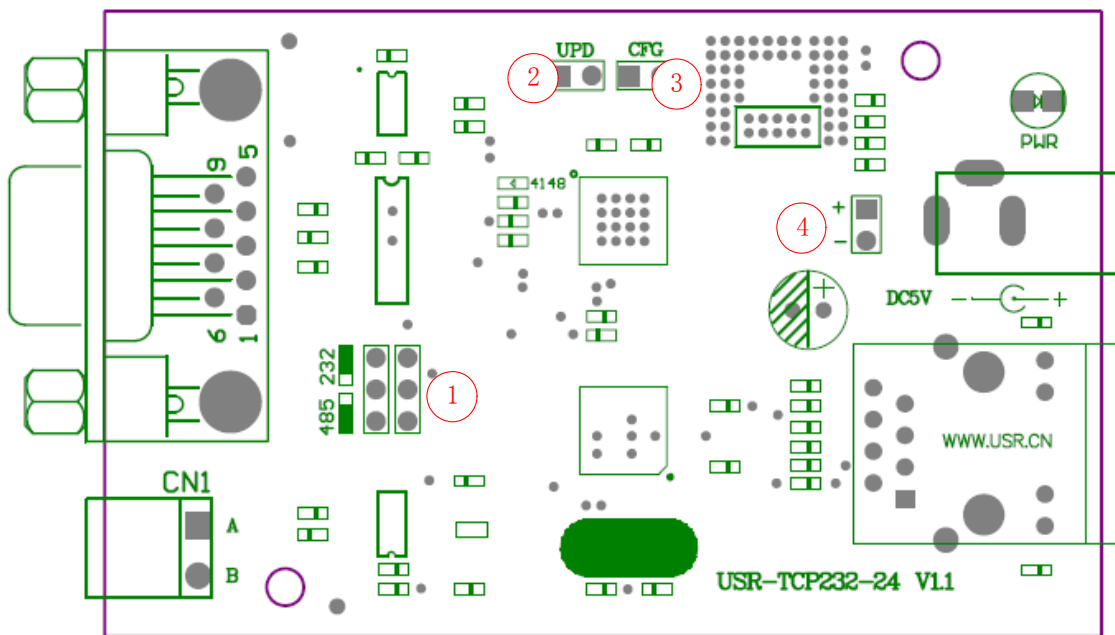 UPD
CFG
2
3
PWR
5
9
4148
+
4
-
+
DC5V - +
6
1
232
485
1
WWW.USR.CN
CN1
A
B
USR-TCP232-24 V1.1